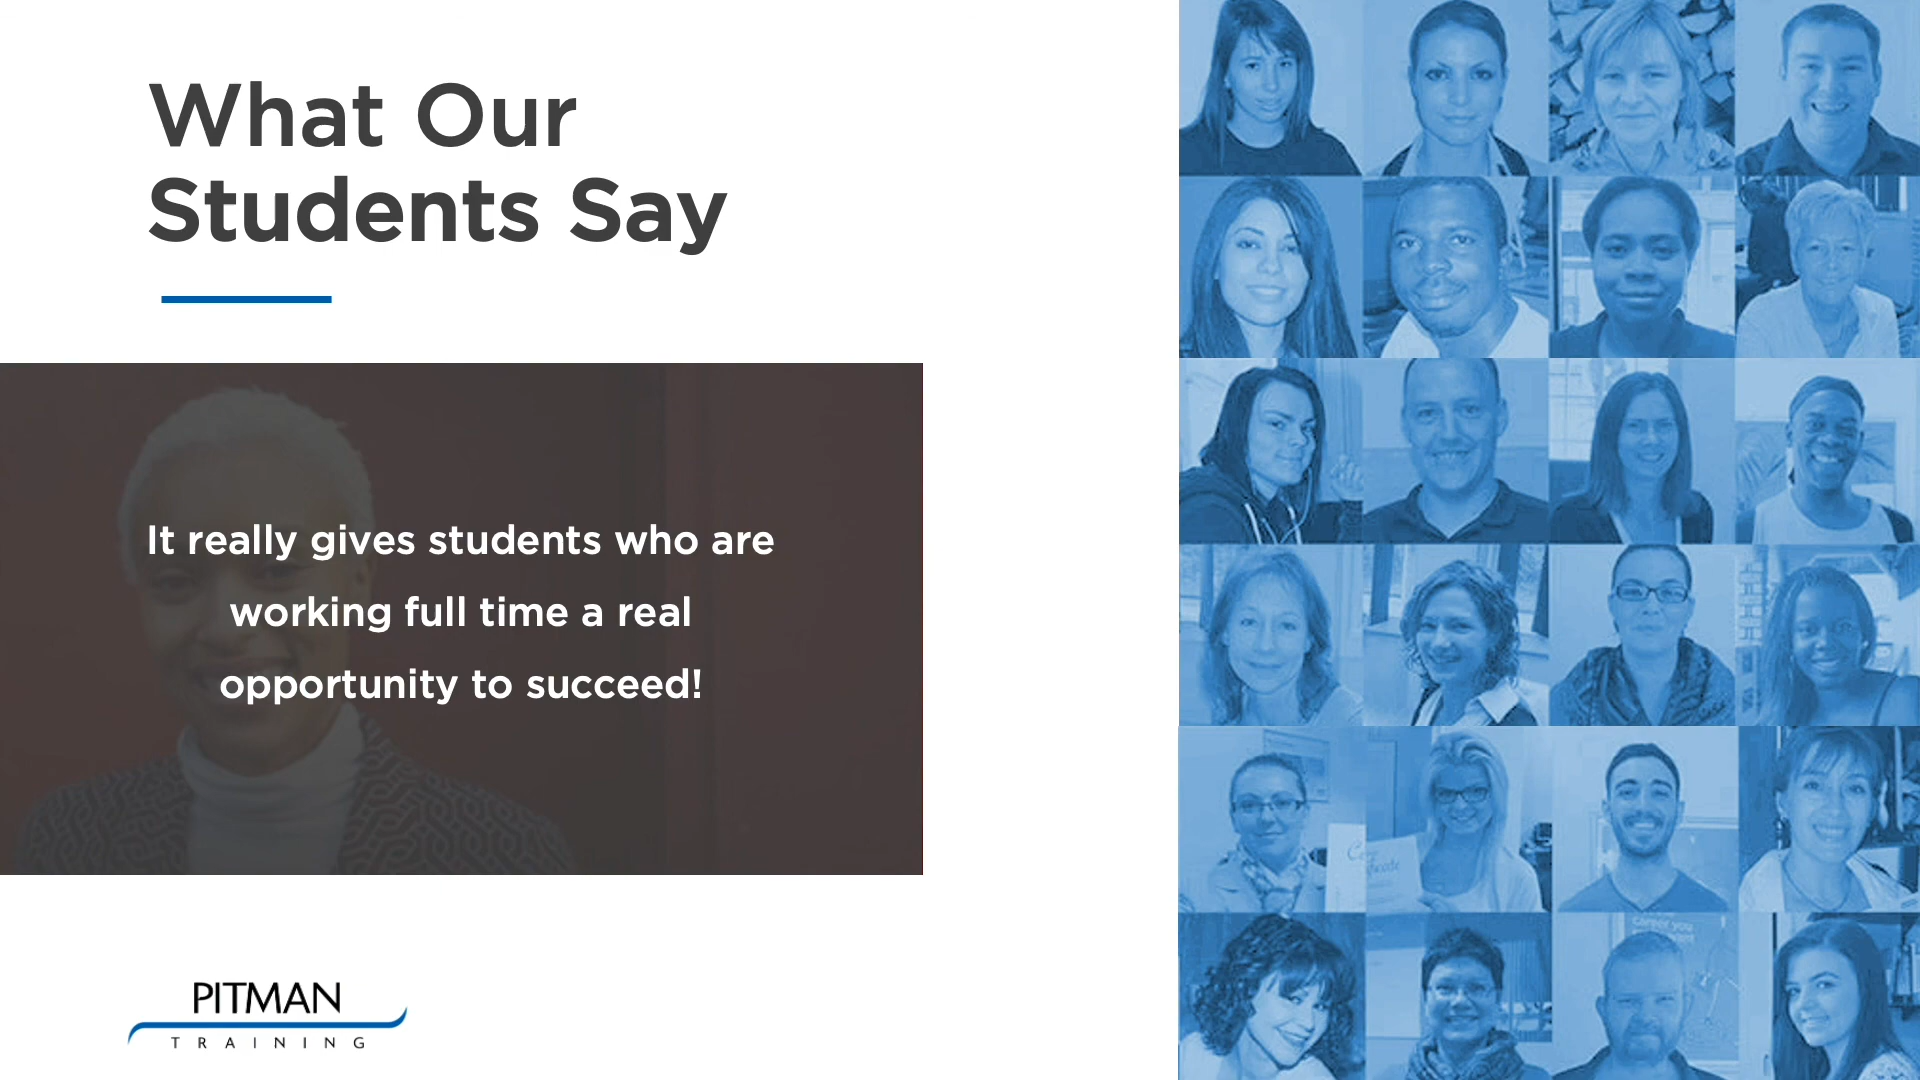 What Our
Students Say
It really gives students who are
working full time a real
opportunity to succeed!
PITMAN
TRAINING